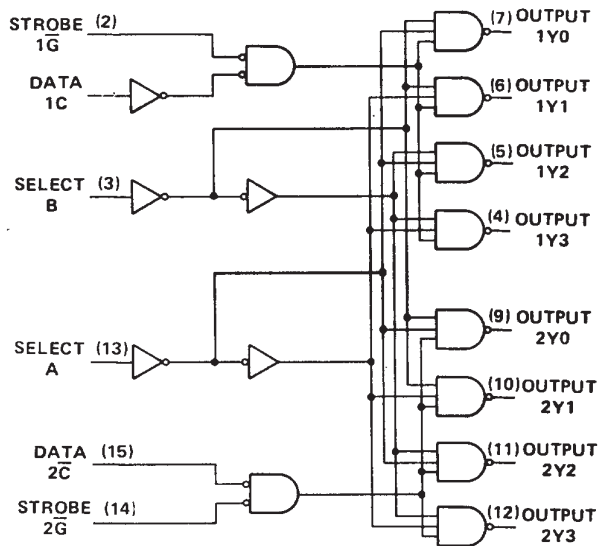 STROBE (2)
1G̅
DATA
1C
SELECT (3)
B
SELECT (13)
A
DATA (15)
2C̅
STROBE (14)
2G̅
(7) OUTPUT
1Y0
(6) OUTPUT
1Y1
(5) OUTPUT
1Y2
(4) OUTPUT
1Y3
(9) OUTPUT
2Y0
(10) OUTPUT
2Y1
(11) OUTPUT
2Y2
(12) OUTPUT
2Y3